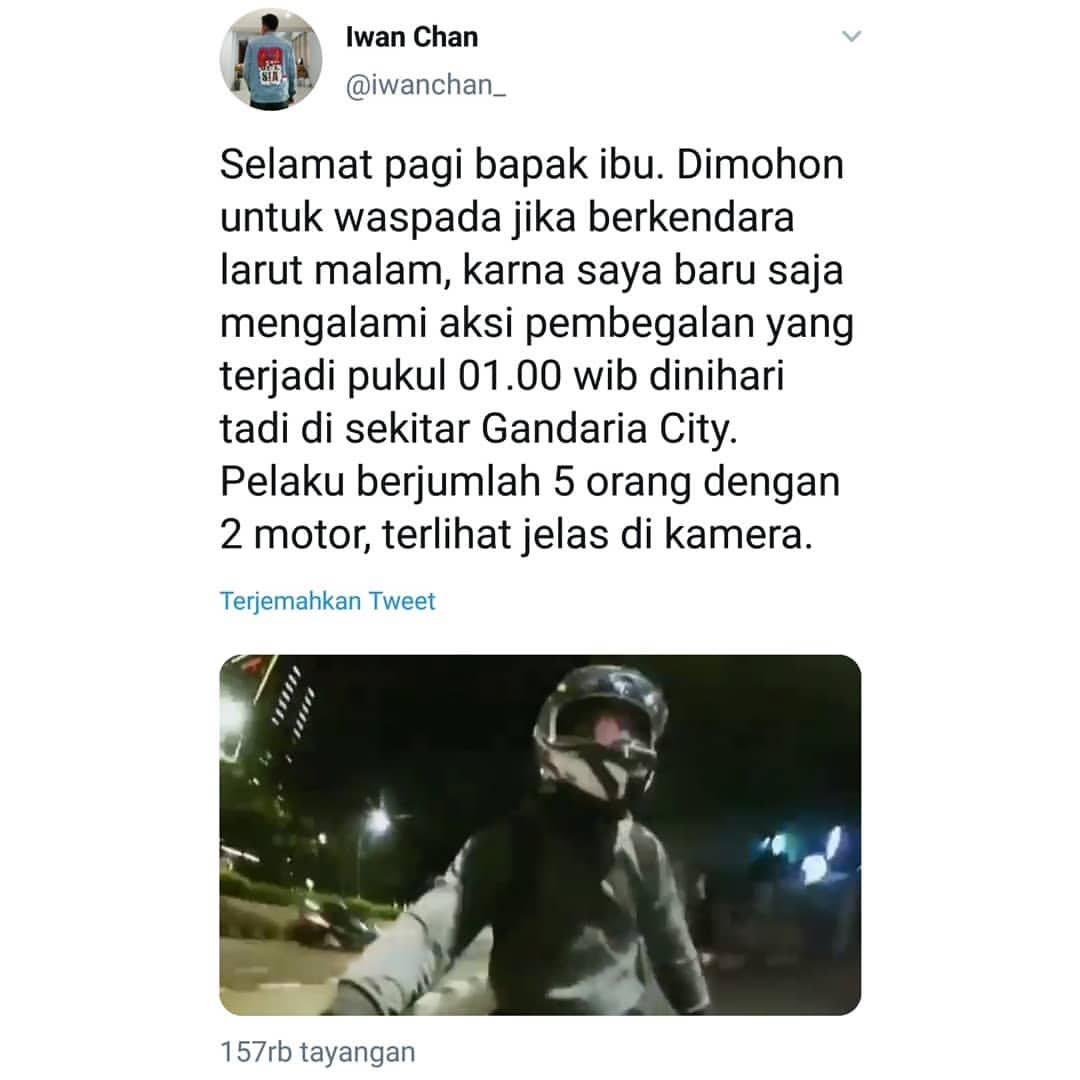 Iwan Chan
@iwanchan_
Selamat pagi bapak ibu. Dimohon
untuk waspada jika berkendara
larut malam, karna saya baru saja
mengalami aksi pembegalan yang
terjadi pukul 01.00 wib dinihari
tadi di sekitar Gandaria City.
Pelaku berjumlah 5 orang dengan
2 motor, terlihat jelas di kamera.
Terjemahkan Tweet
157rb tayangan